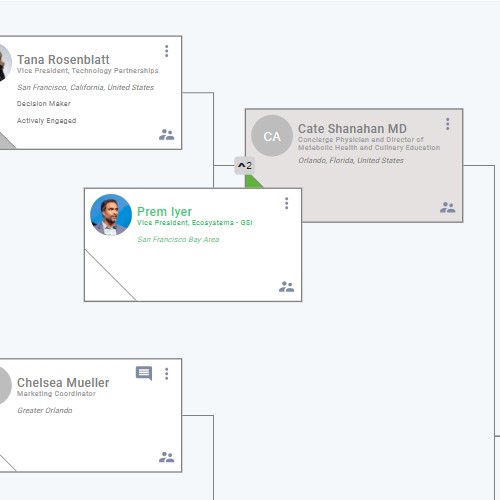 Tana Rosenblatt
Vice President, Technology Partnerships
San Francisco, California, United States
Decision Maker
Actively Engaged
CA
Cate Shanahan MD
Concierge Physician and Director of
Metabolic Health and Culinary Education
Orlando, Florida, United States
2
Prem Iyer
Vice President, Ecosystems - GSI
San Francisco Bay Area
Chelsea Mueller
Marketing Coordinator
Greater Orlando